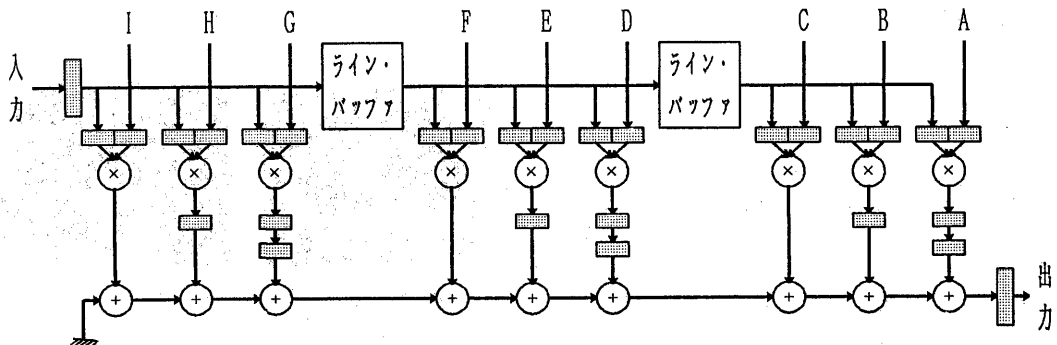 I H G F E D C B A
入力
ライン・
バッファ
ライン・
バッファ
× × × × × × × × ×
+ + + + + + + + +
出力